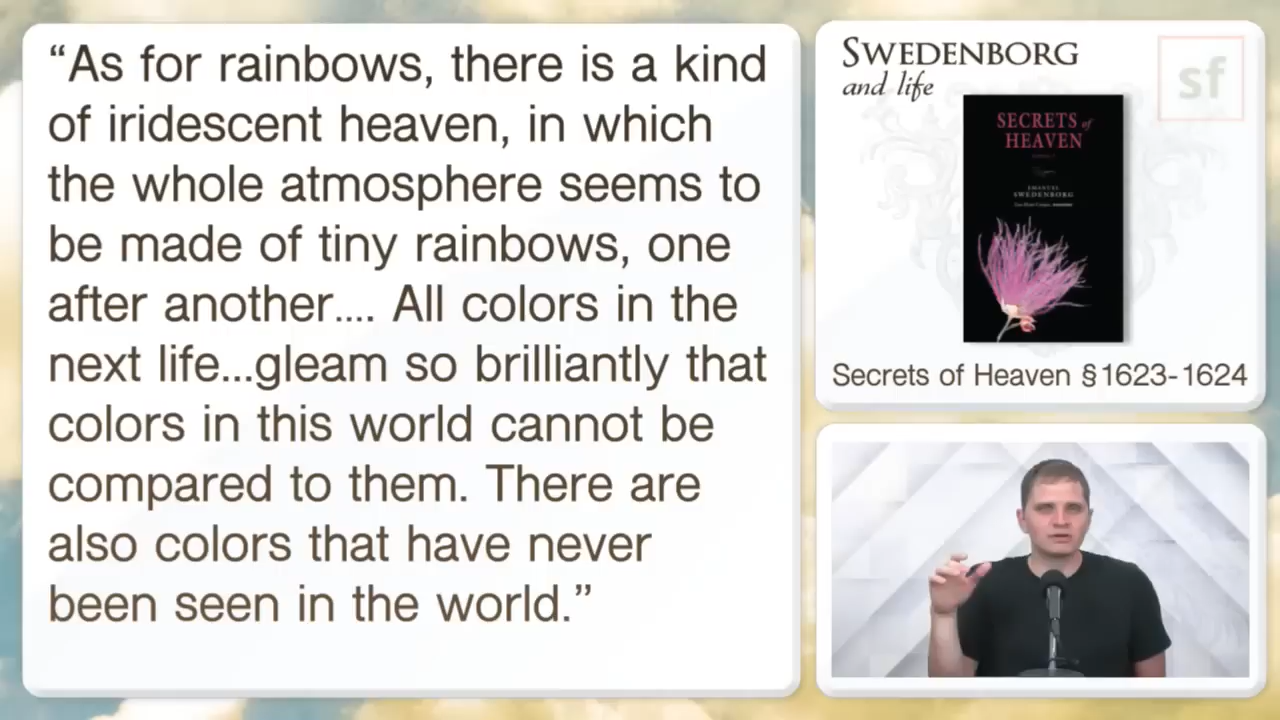 “As for rainbows, there is a kind
of iridescent heaven, in which
the whole atmosphere seems to
be made of tiny rainbows, one
after another.... All colors in the
next life...gleam so brilliantly that
colors in this world cannot be
compared to them. There are
also colors that have never
been seen in the world.”
SWEDENBORG
and life
sf
SECRETS of
HEAVEN
EMANUEL
SWEDENBORG
Secrets of Heaven §1623-1624